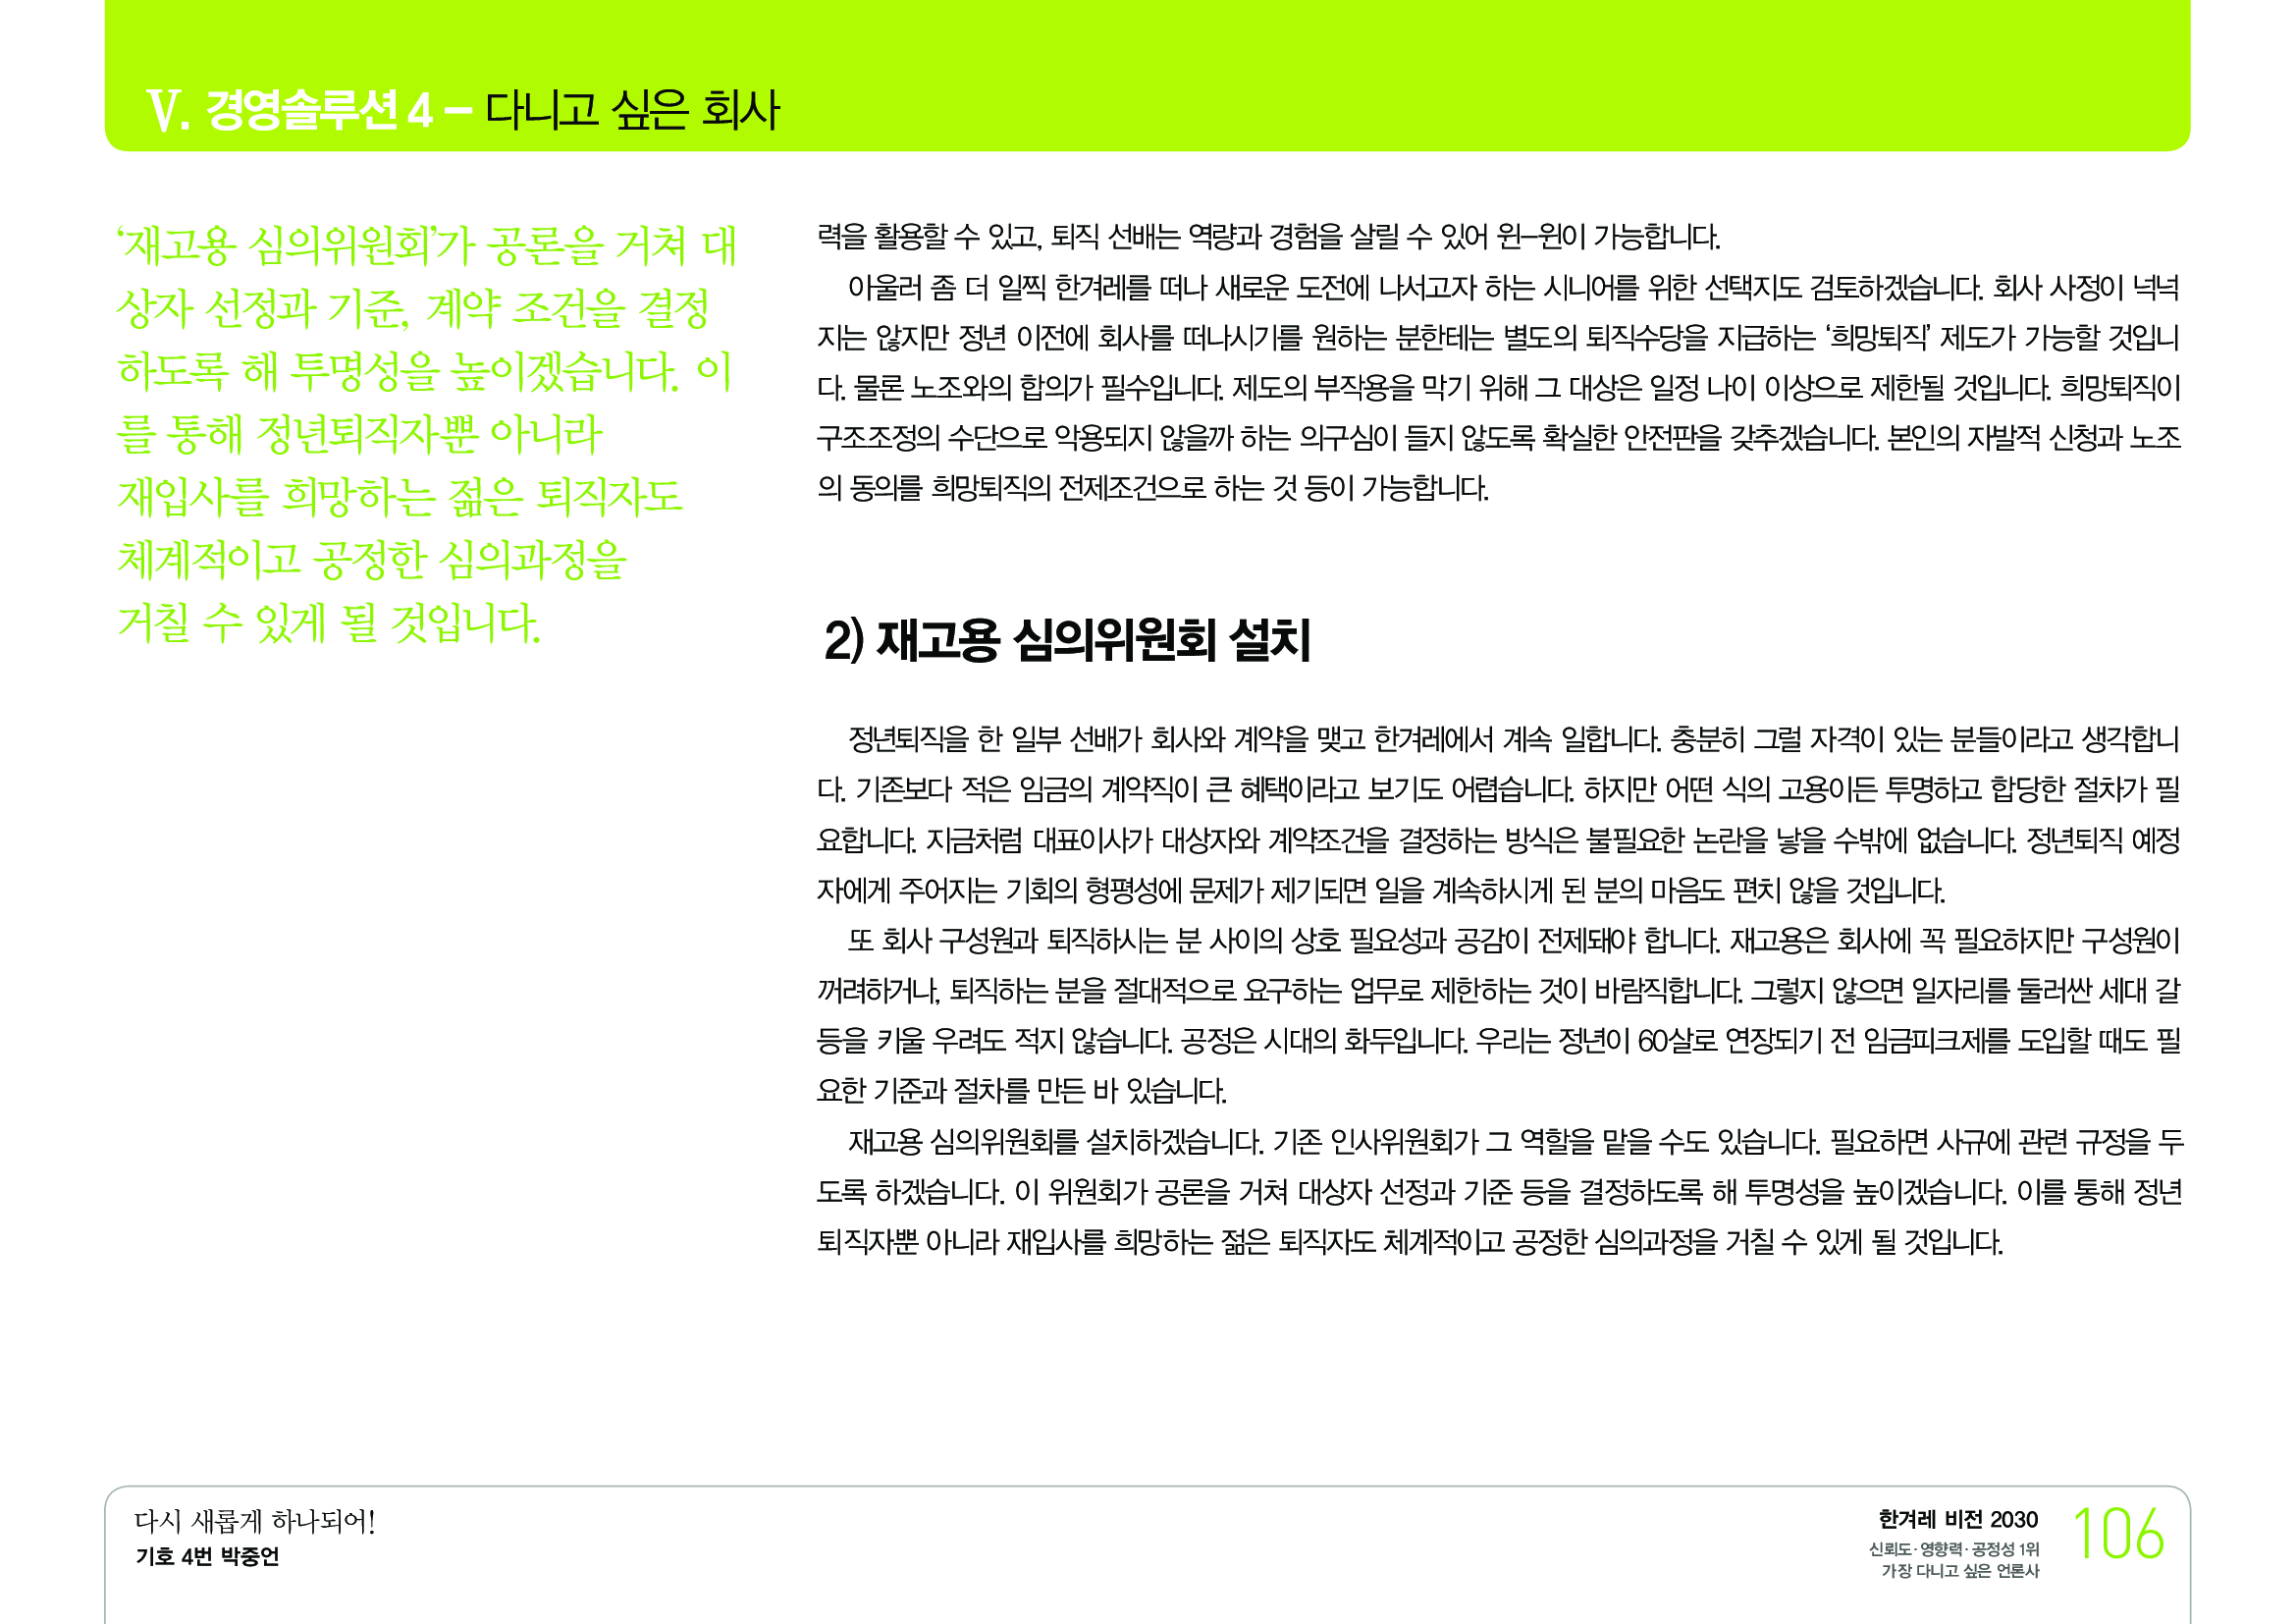 V. 경영솔루션 4 – 다니고 싶은 회사
‘재고용 심의위원회’가 공론을 거쳐 대
상자 선정과 기준, 계약 조건을 결정
하도록 해 투명성을 높이겠습니다. 이
를 통해 정년퇴직자뿐 아니라
재입사를 희망하는 젊은 퇴직자도
체계적이고 공정한 심의과정을
거칠 수 있게 될 것입니다.
력을 활용할 수 있고, 퇴직 선배는 역량과 경험을 살릴 수 있어 윈–윈이 가능합니다.
아울러 좀 더 일찍 한겨레를 떠나 새로운 도전에 나서고자 하는 시니어를 위한 선택지도 검토하겠습니다. 회사 사정이 넉넉
지는 않지만 정년 이전에 회사를 떠나시기를 원하는 분한테는 별도의 퇴직수당을 지급하는 ‘희망퇴직’ 제도가 가능할 것입니
다. 물론 노조와의 합의가 필수입니다. 제도의 부작용을 막기 위해 그 대상은 일정 나이 이상으로 제한될 것입니다. 희망퇴직이
구조조정의 수단으로 악용되지 않을까 하는 의구심이 들지 않도록 확실한 안전판을 갖추겠습니다. 본인의 자발적 신청과 노조
의 동의를 희망퇴직의 전제조건으로 하는 것 등이 가능합니다.
2) 재고용 심의위원회 설치
정년퇴직을 한 일부 선배가 회사와 계약을 맺고 한겨레에서 계속 일합니다. 충분히 그럴 자격이 있는 분들이라고 생각합니
다. 기존보다 적은 임금의 계약직이 큰 혜택이라고 보기도 어렵습니다. 하지만 어떤 식의 고용이든 투명하고 합당한 절차가 필
요합니다. 지금처럼 대표이사가 대상자와 계약조건을 결정하는 방식은 불필요한 논란을 낳을 수밖에 없습니다. 정년퇴직 예정
자에게 주어지는 기회의 형평성에 문제가 제기되면 일을 계속하시게 된 분의 마음도 편치 않을 것입니다.
또 회사 구성원과 퇴직하시는 분 사이의 상호 필요성과 공감이 전제돼야 합니다. 재고용은 회사에 꼭 필요하지만 구성원이
꺼려하거나, 퇴직하는 분을 절대적으로 요구하는 업무로 제한하는 것이 바람직합니다. 그렇지 않으면 일자리를 둘러싼 세대 갈
등을 키울 우려도 적지 않습니다. 공정은 시대의 화두입니다. 우리는 정년이 60살로 연장되기 전 임금피크제를 도입할 때도 필
요한 기준과 절차를 만든 바 있습니다.
재고용 심의위원회를 설치하겠습니다. 기존 인사위원회가 그 역할을 맡을 수도 있습니다. 필요하면 사규에 관련 규정을 두
도록 하겠습니다. 이 위원회가 공론을 거쳐 대상자 선정과 기준 등을 결정하도록 해 투명성을 높이겠습니다. 이를 통해 정년
퇴직자뿐 아니라 재입사를 희망하는 젊은 퇴직자도 체계적이고 공정한 심의과정을 거칠 수 있게 될 것입니다.
다시 새롭게 하나되어!
기호 4번 박중언
한겨레 비전 2030
신뢰도·영향력·공정성 1위
가장 다니고 싶은 언론사
106